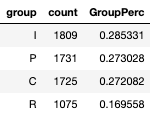 group count GroupPerc
I 1809 0.285331
P 1731 0.273028
C 1725 0.272082
R 1075 0.169558